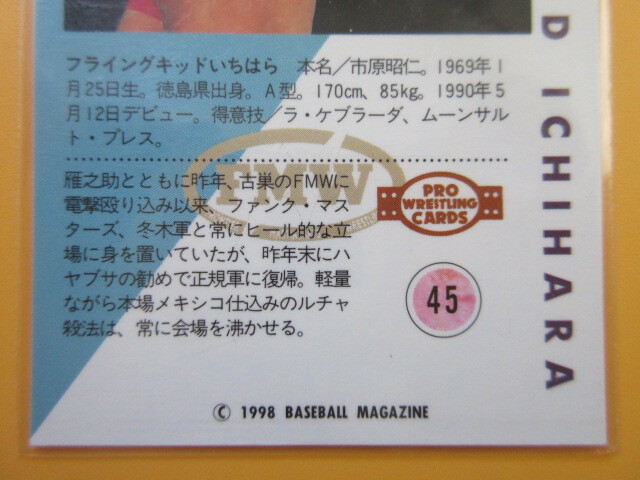 フライングキッドいちはら　本名／市原昭仁。1969年1
月25日生。徳島県出身。A型。170cm、85kg。1990年5
月12日デビュー。得意技／ラ・ケブラーダ、ムーンサル
ト・プレス。
雁之助とともに昨年、古巣のFMWに
電撃殴り込み以来、ファンク・マス
ターズ、冬木軍と常にヒール的な立
場に身を置いていたが、昨年末にハ
ヤブサの勧めで正規軍に復帰。軽量
ながら本場メキシコ仕込みのルチャ
殺法は、常に会場を沸かせる。
FMW
PRO
WRESTLING
CARDS
45
D ICHIHARA
© 1998 BASEBALL MAGAZINE